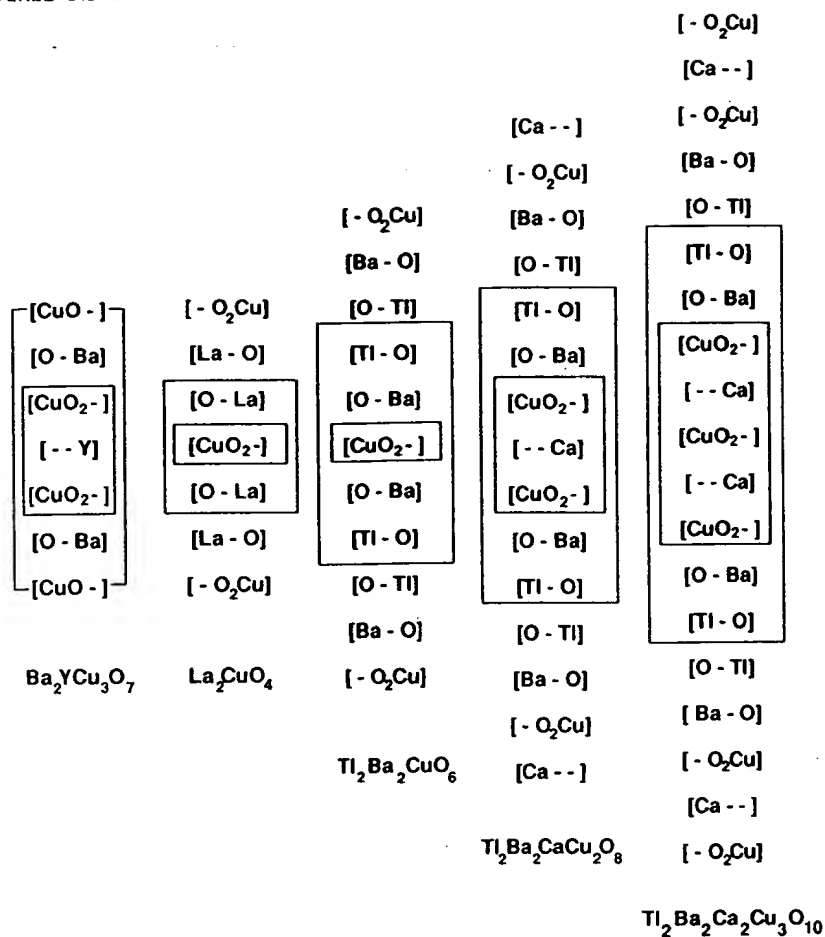 [CuO -]
[O - Ba]
[CuO₂-]
[- - Y]
[CuO₂-]
[O - Ba]
[CuO -]
Ba₂YCu₃O₇
[- O₂Cu]
[La - O]
[O - La]
[CuO₂-]
[O - La]
[La - O]
[- O₂Cu]
La₂CuO₄
[- O₂Cu]
[Ba - O]
[O - Tl]
[Tl - O]
[O - Ba]
[CuO₂-]
[O - Ba]
[Tl - O]
[O - Tl]
[Ba - O]
[- O₂Cu]
Tl₂Ba₂CuO₆
[Ca - -]
[- O₂Cu]
[Ba - O]
[O - Tl]
[Tl - O]
[O - Ba]
[CuO₂-]
[- - Ca]
[CuO₂-]
[O - Ba]
[Tl - O]
[O - Tl]
[Ba - O]
[- O₂Cu]
[Ca - -]
Tl₂Ba₂CaCu₂O₈
[- O₂Cu]
[Ca - -]
[- O₂Cu]
[Ba - O]
[O - Tl]
[Tl - O]
[O - Ba]
[CuO₂-]
[- - Ca]
[CuO₂-]
[- - Ca]
[CuO₂-]
[O - Ba]
[Tl - O]
[O - Tl]
[Ba - O]
[- O₂Cu]
[Ca - -]
[- O₂Cu]
Tl₂Ba₂Ca₂Cu₃O₁₀